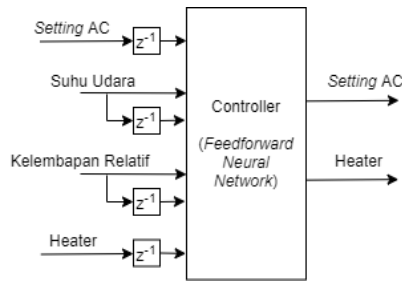 Setting AC
z-1
Suhu Udara
z-1
Kelembapan Relatif
z-1
Heater
z-1
Controller
(Feedforward
Neural
Network)
Setting AC
Heater